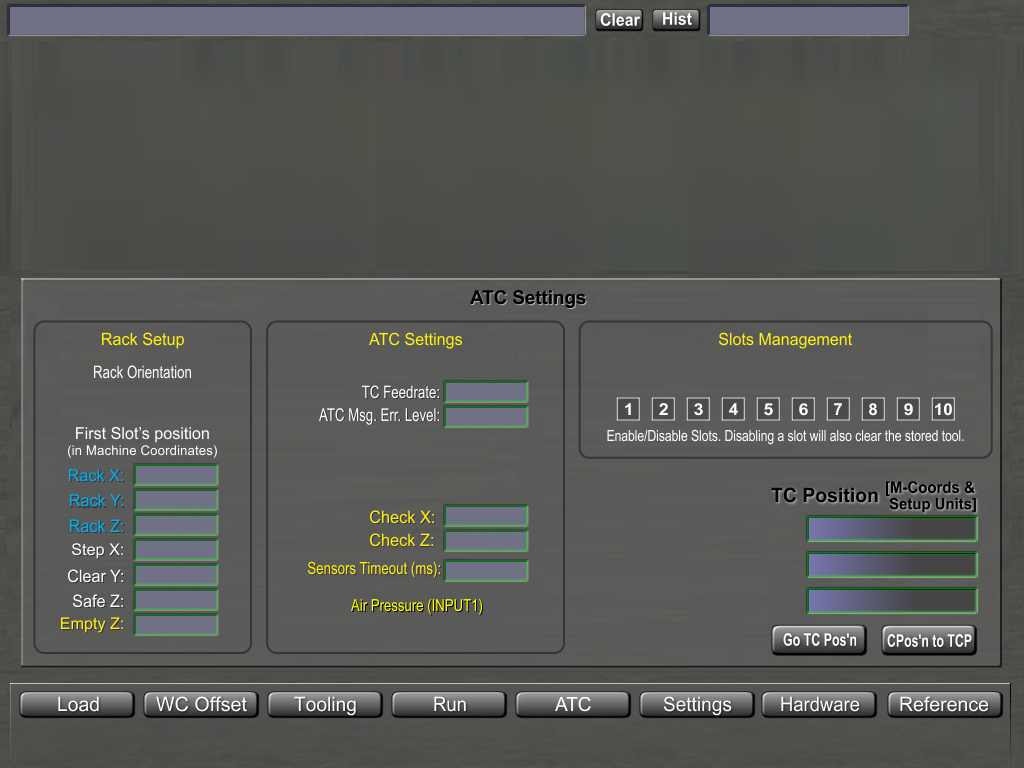 Clear Hist
ATC Settings
Rack Setup
Rack Orientation
First Slot's position
(in Machine Coordinates)
Rack X:
Rack Y:
Rack Z:
Step X:
Clear Y:
Safe Z:
Empty Z:
ATC Settings
TC Feedrate:
ATC Msg. Err. Level:
Check X:
Check Z:
Sensors Timeout (ms):
Air Pressure (INPUT1)
Slots Management
1 2 3 4 5 6 7 8 9 10
Enable/Disable Slots. Disabling a slot will also clear the stored tool.
TC Position [M-Coords &
Setup Units]
Go TC Pos'n CPos'n to TCP
Load WC Offset Tooling Run ATC Settings Hardware Reference